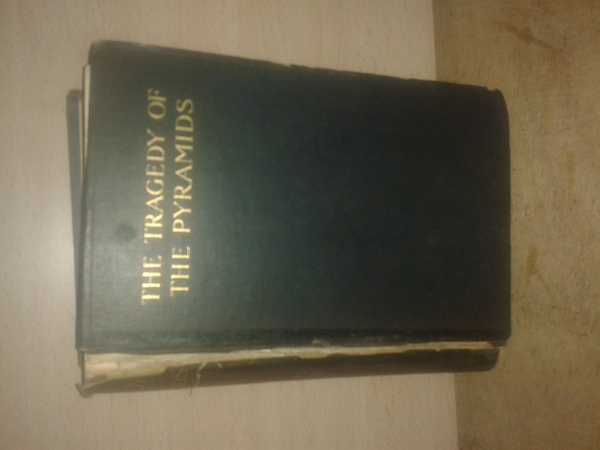 THE TRAGEDY OF
THE PYRAMIDS